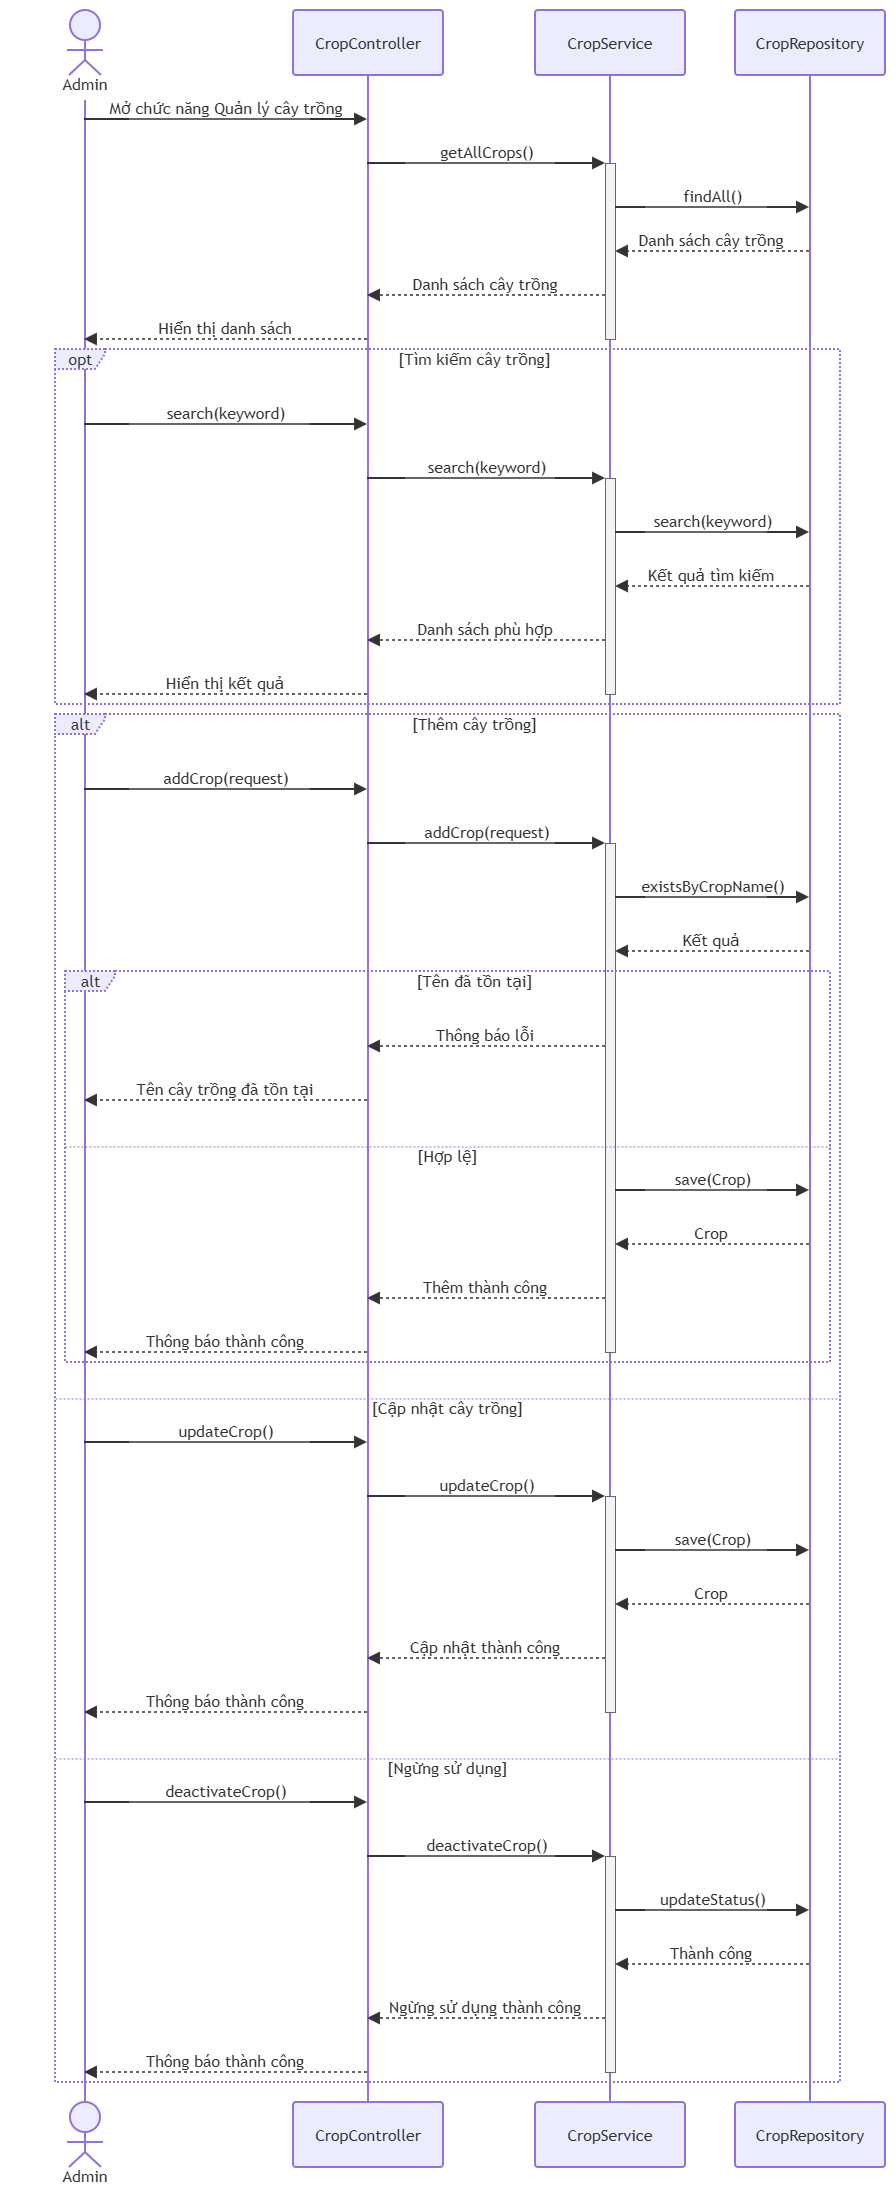 Admin
CropController
CropService
CropRepository
Mở chức năng Quản lý cây trồng
getAllCrops()
findAll()
Danh sách cây trồng
Danh sách cây trồng
Hiển thị danh sách
opt
[Tìm kiếm cây trồng]
search(keyword)
search(keyword)
search(keyword)
Kết quả tìm kiếm
Danh sách phù hợp
Hiển thị kết quả
alt
[Thêm cây trồng]
addCrop(request)
addCrop(request)
existsByCropName()
Kết quả
alt
[Tên đã tồn tại]
Thông báo lỗi
Tên cây trồng đã tồn tại
[Hợp lệ]
save(Crop)
Crop
Thêm thành công
Thông báo thành công
[Cập nhật cây trồng]
updateCrop()
updateCrop()
save(Crop)
Crop
Cập nhật thành công
Thông báo thành công
[Ngừng sử dụng]
deactivateCrop()
deactivateCrop()
updateStatus()
Thành công
Ngừng sử dụng thành công
Thông báo thành công
Admin
CropController
CropService
CropRepository